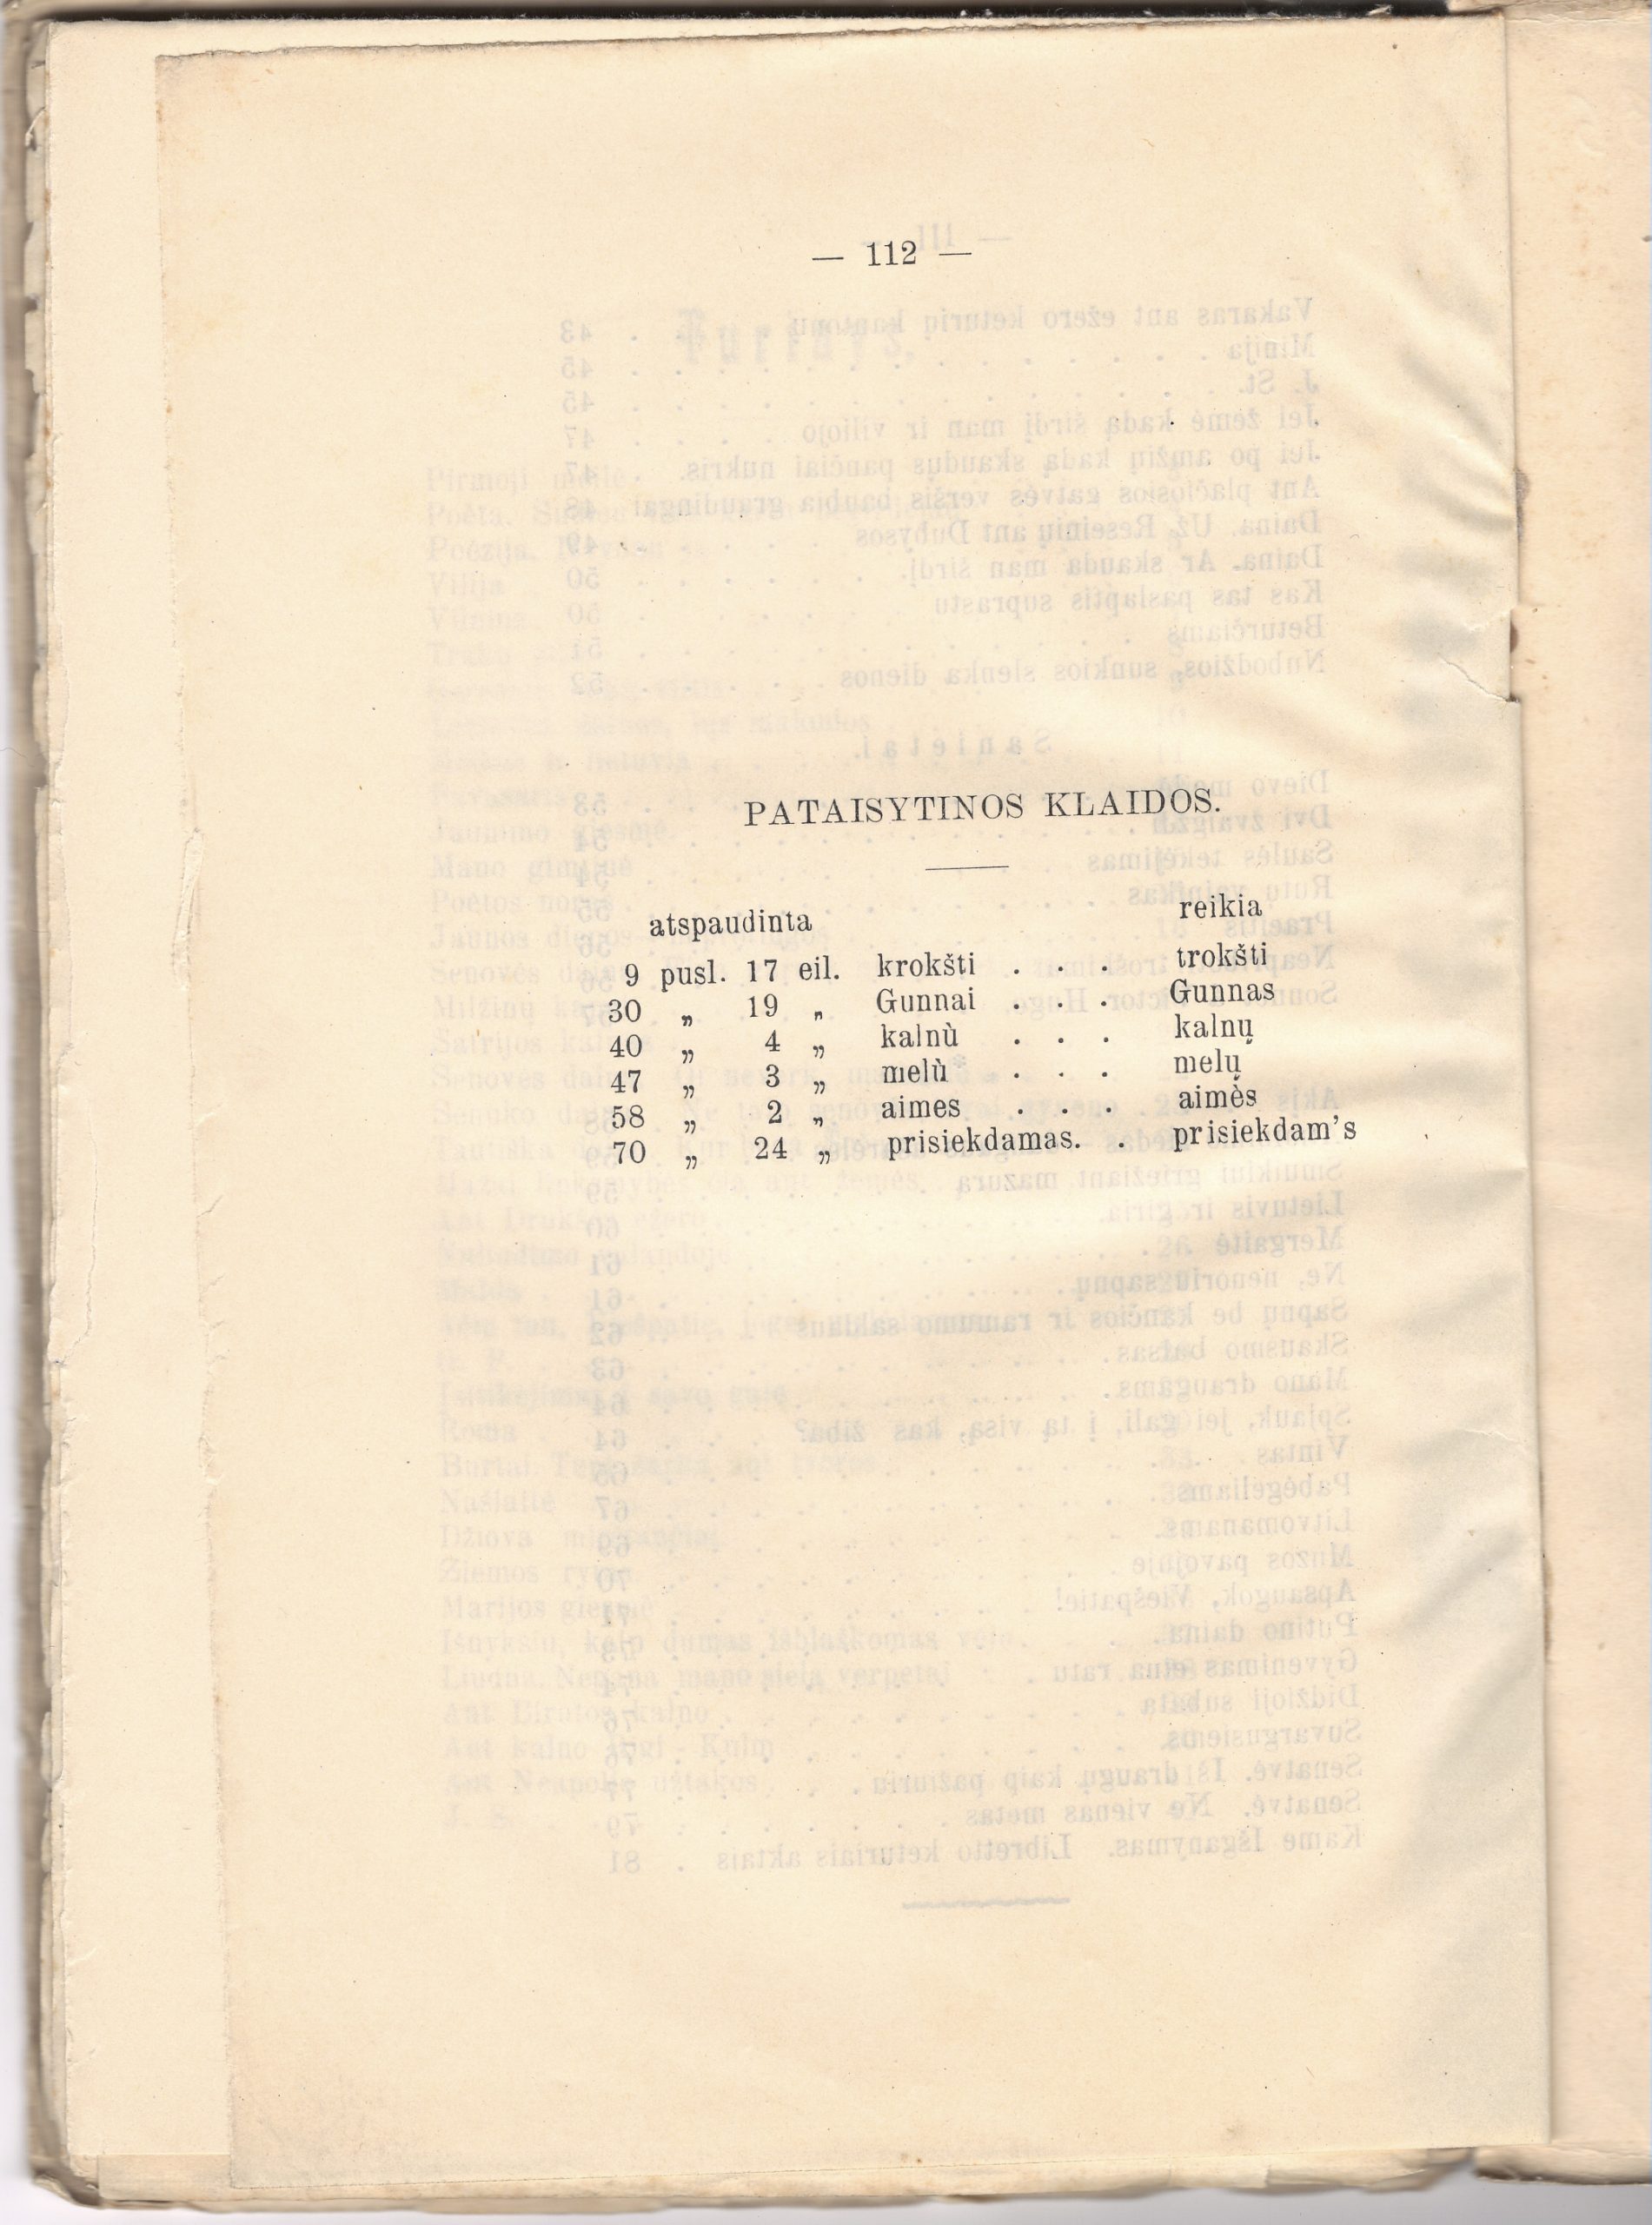 — 112 —
PATAISYTINOS KLAIDOS.
atspaudinta reikia
9 pusl. 17 eil. krokšti . . . trokšti
30 „ 19 „ Gunnai . . . Gunnas
40 „ 4 „ kalnù . . . kalnų
47 „ 3 „ melù . . . melų
58 „ 2 „ aimes . . . aimès
70 „ 24 „ prisiekdamas. . prisiekdam's